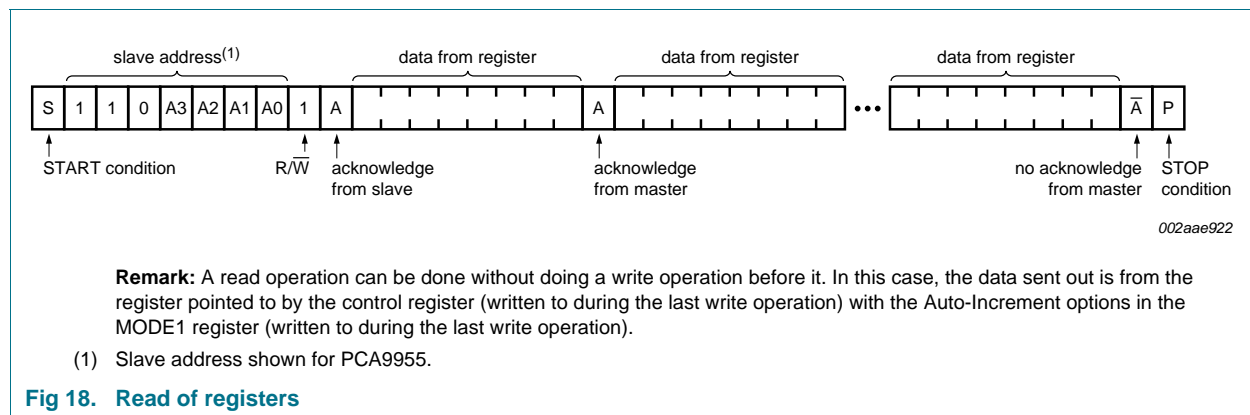 slave address(1) data from register data from register data from register
S 1 1 0 A3 A2 A1 A0 1 A A A̅ P
START condition R/W̅ acknowledge from slave acknowledge from master no acknowledge from master STOP condition
002aae922
Remark: A read operation can be done without doing a write operation before it. In this case, the data sent out is from the
register pointed to by the control register (written to during the last write operation) with the Auto-Increment options in the
MODE1 register (written to during the last write operation).
(1) Slave address shown for PCA9955.
Fig 18. Read of registers